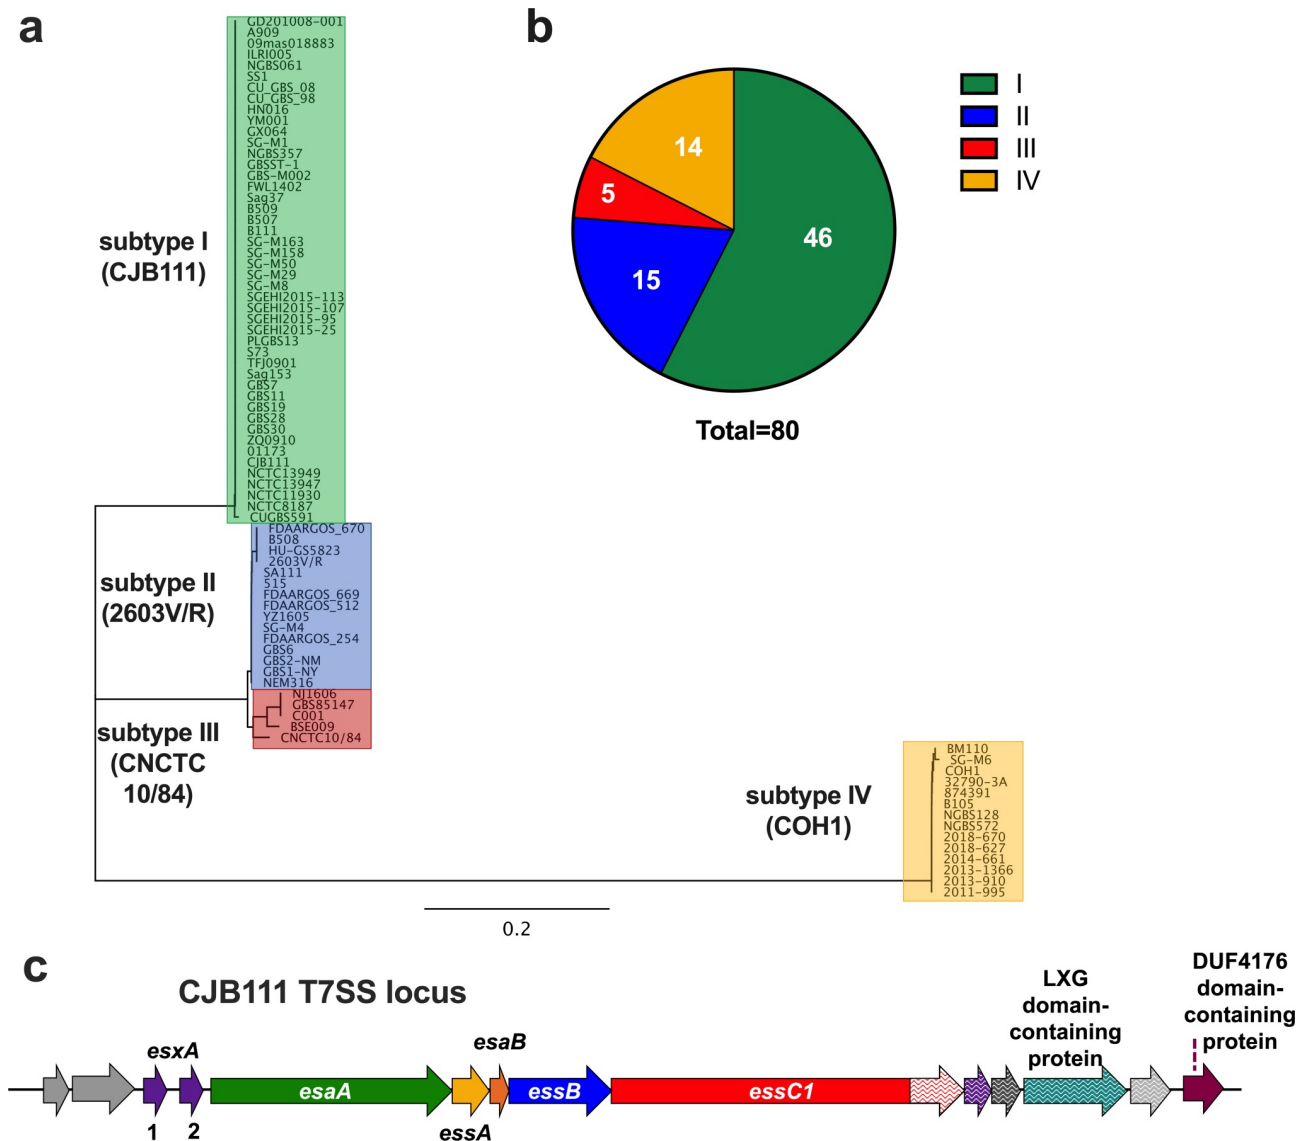 a
GD201008-001
A909
09mas018883
ILRI005
NGBS061
SS1
CU_GBS_08
CU_GBS_98
HN016
YM001
GX064
SG-M1
NGBS357
GBSST-1
GBS-M002
FWL1402
Sag37
B509
B507
B111
SG-M163
SG-M158
SG-M50
SG-M29
SG-M8
SGEHI2015-113
SGEHI2015-107
SGEHI2015-95
SGEHI2015-25
PLGBS13
S73
TFJ0901
Sag153
GBS7
GBS11
GBS19
GBS28
GBS30
ZQ0910
01173
CJB111
NCTC13949
NCTC13947
NCTC11930
NCTC8187
CUGBS591
subtype I
(CJB111)
FDAARGOS_670
B508
HU-GS5823
2603V/R
SA111
515
FDAARGOS_669
FDAARGOS_512
YZ1605
SG-M4
FDAARGOS_254
GBS6
GBS2-NM
GBS1-NY
NEM316
subtype II
(2603V/R)
NJ1606
GBS85147
C001
BSE009
CNCTC10/84
subtype III
(CNCTC
10/84)
BM110
SG-M6
COH1
32790-3A
874391
B105
NGBS128
NGBS572
2018-670
2018-627
2014-661
2013-1366
2013-910
2011-995
subtype IV
(COH1)
0.2
b
14
5
15
46
Total=80
I
II
III
IV
c
CJB111 T7SS locus
esxA
1 2
esaA
essA
esaB
essB
essC1
LXG
domain-
containing
protein
DUF4176
domain-
containing
protein